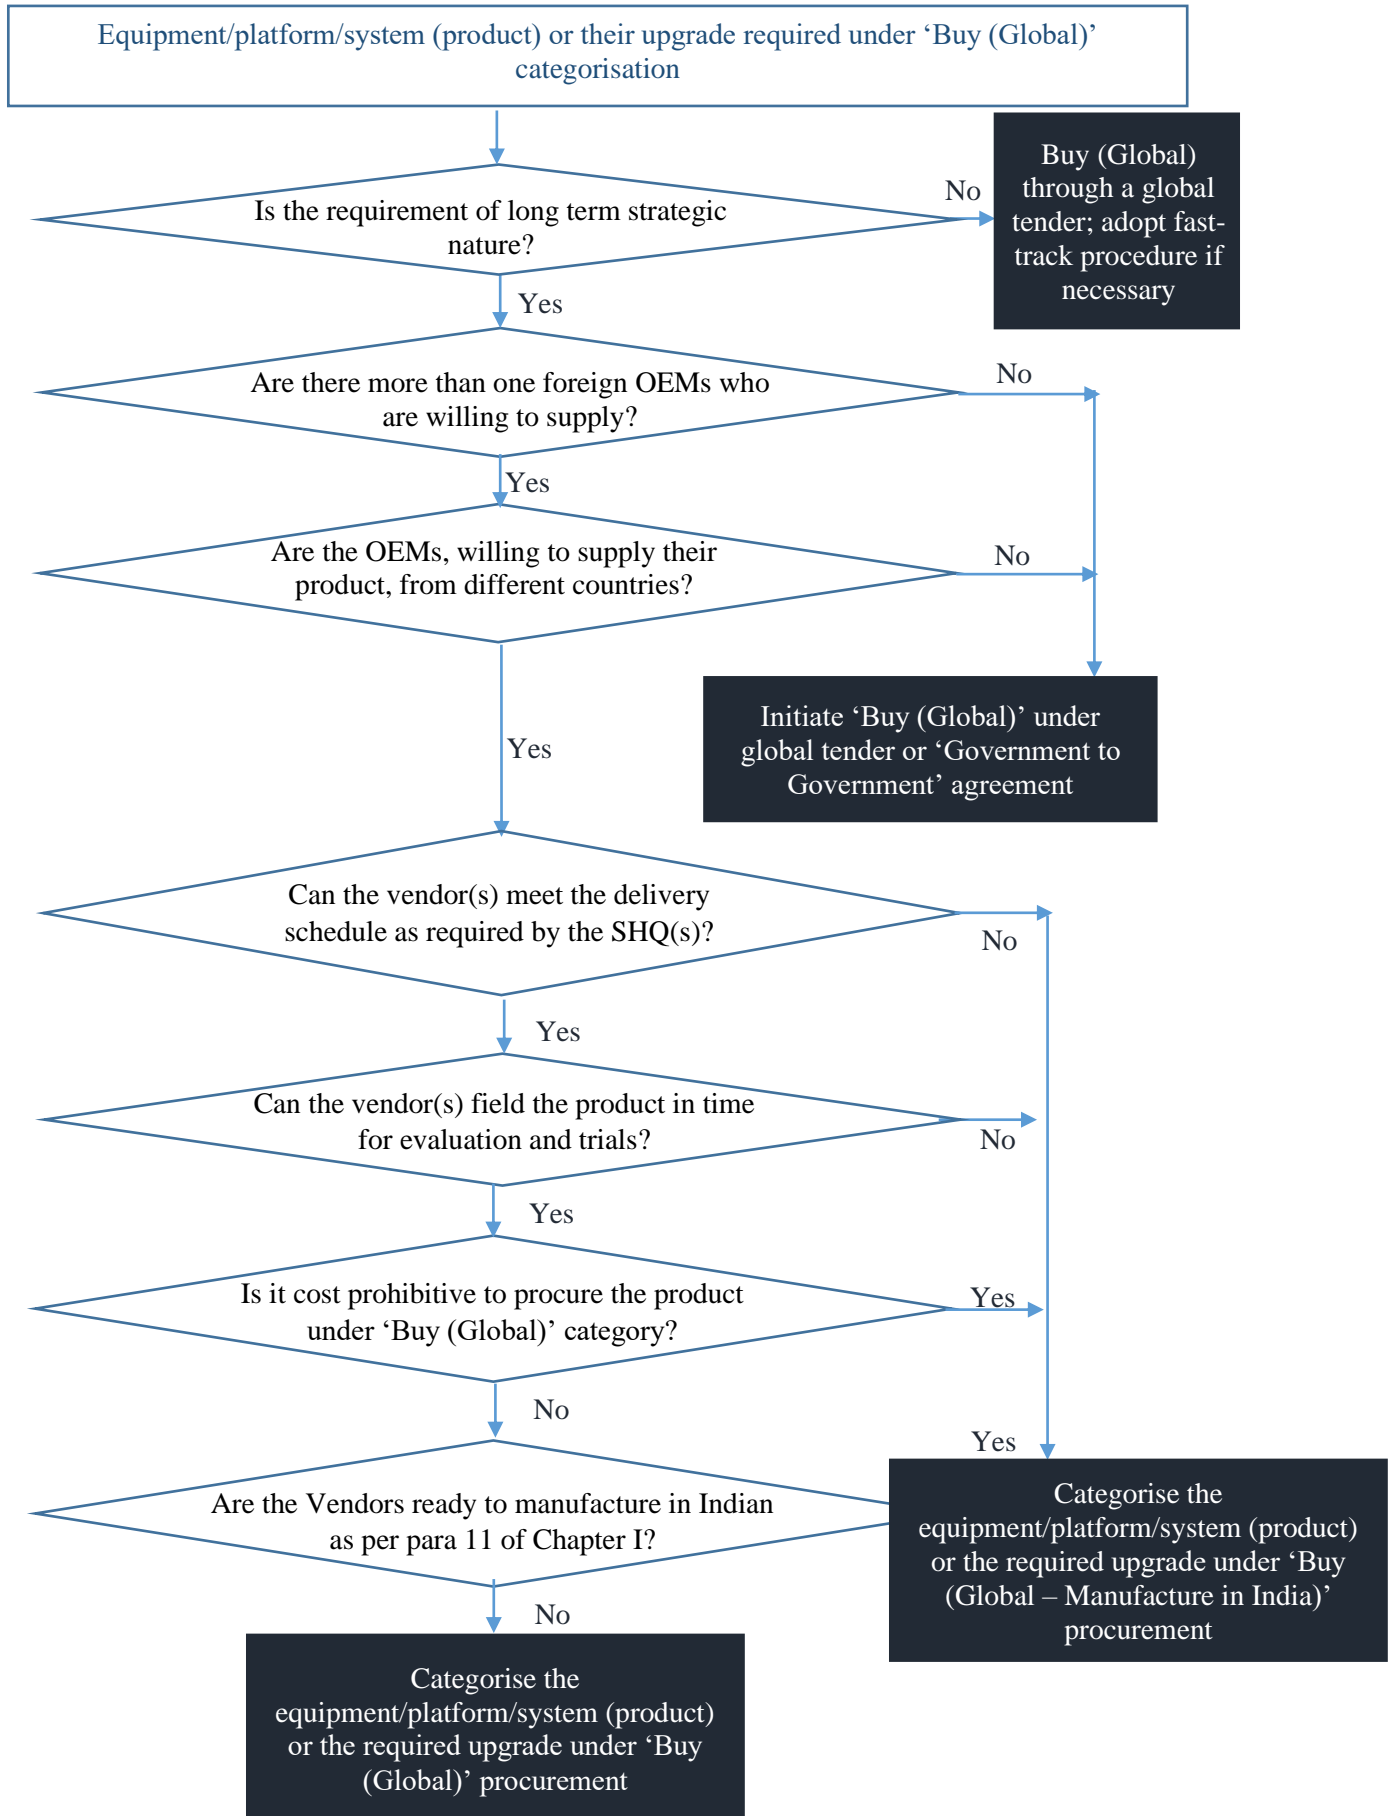 Equipment/platform/system (product) or their upgrade required under ‘Buy (Global)’
categorisation
Is the requirement of long term strategic
nature?
No
Buy (Global)
through a global
tender; adopt fast-
track procedure if
necessary
Yes
Are there more than one foreign OEMs who
are willing to supply?
No
Yes
Are the OEMs, willing to supply their
product, from different countries?
No
Initiate ‘Buy (Global)’ under
global tender or ‘Government to
Government’ agreement
Yes
Can the vendor(s) meet the delivery
schedule as required by the SHQ(s)?
No
Yes
Can the vendor(s) field the product in time
for evaluation and trials?
No
Yes
Is it cost prohibitive to procure the product
under ‘Buy (Global)’ category?
Yes
No
Are the Vendors ready to manufacture in Indian
as per para 11 of Chapter I?
Yes
Categorise the
equipment/platform/system (product)
or the required upgrade under ‘Buy
(Global – Manufacture in India)’
procurement
No
Categorise the
equipment/platform/system (product)
or the required upgrade under ‘Buy
(Global)’ procurement